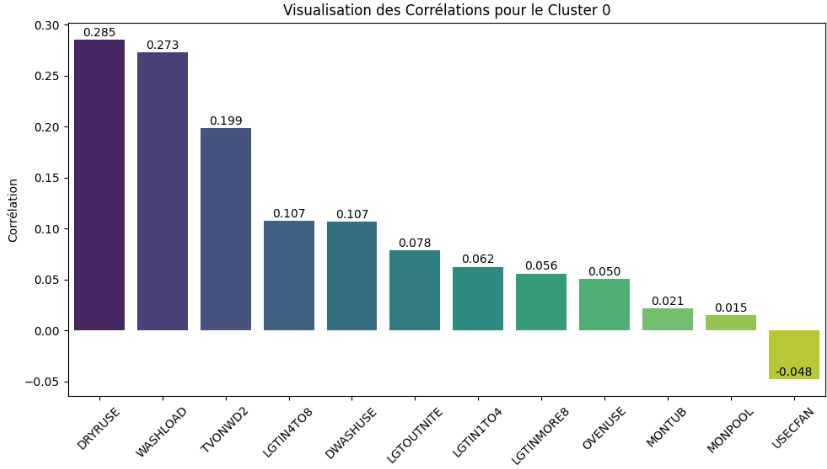 Visualisation des Corrélations pour le Cluster 0
Corrélation
0.30
0.25
0.20
0.15
0.10
0.05
0.00
-0.05
0.285
0.273
0.199
0.107
0.107
0.078
0.062
0.056
0.050
0.021
0.015
-0.048
DRYRUSE
WASHLOAD
TVONWD2
LGTIN4TO8
DWASHUSE
LGTOUTNITE
LGTIN1TO4
LGTINMORE8
OVENUSE
MONTUB
MONPOOL
USECFAN